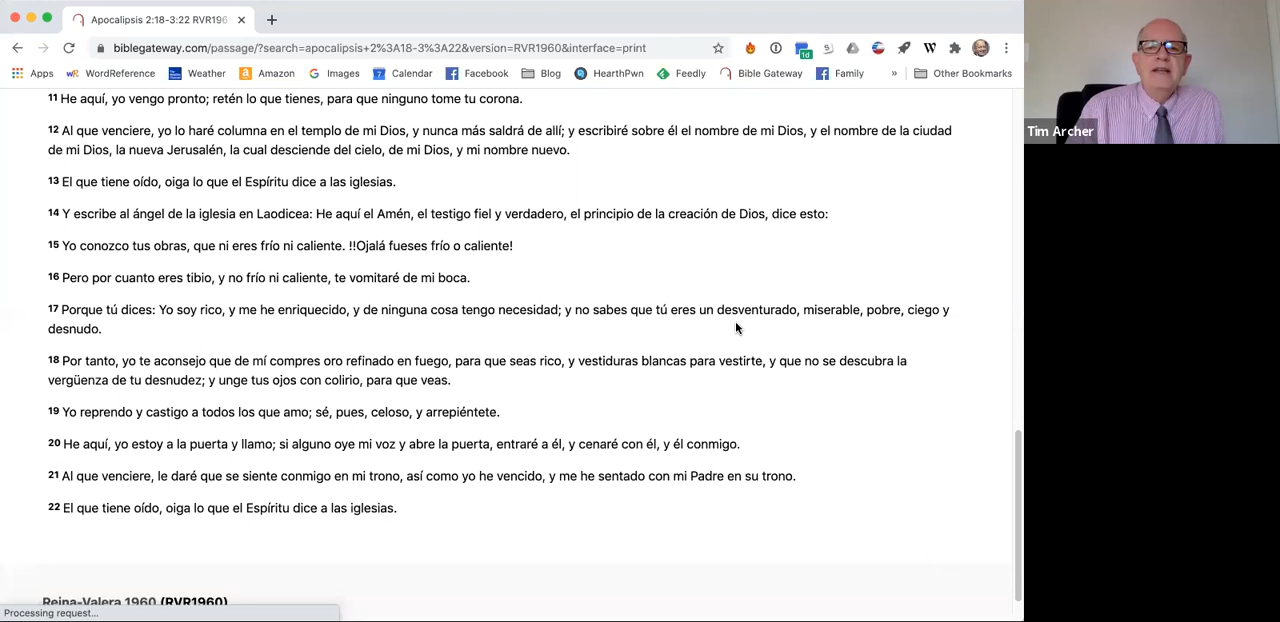 Apocalipsis 2:18-3:22 RVR196
biblegateway.com/passage/?search=apocalipsis+2%3A18-3%3A22&version=RVR1960&interface=print
1d
W
Apps WordReference Weather Amazon Images Calendar Facebook Blog HearthPwn Feedly Bible Gateway Family » Other Bookmarks
11 He aquí, yo vengo pronto; retén lo que tienes, para que ninguno tome tu corona.
12 Al que venciere, yo lo haré columna en el templo de mi Dios, y nunca más saldrá de allí; y escribiré sobre él el nombre de mi Dios, y el nombre de la ciudad
de mi Dios, la nueva Jerusalén, la cual desciende del cielo, de mi Dios, y mi nombre nuevo.
13 El que tiene oído, oiga lo que el Espíritu dice a las iglesias.
14 Y escribe al ángel de la iglesia en Laodicea: He aquí el Amén, el testigo fiel y verdadero, el principio de la creación de Dios, dice esto:
15 Yo conozco tus obras, que ni eres frío ni caliente. !!Ojalá fueses frío o caliente!
16 Pero por cuanto eres tibio, y no frío ni caliente, te vomitaré de mi boca.
17 Porque tú dices: Yo soy rico, y me he enriquecido, y de ninguna cosa tengo necesidad; y no sabes que tú eres un desventurado, miserable, pobre, ciego y
desnudo.
18 Por tanto, yo te aconsejo que de mí compres oro refinado en fuego, para que seas rico, y vestiduras blancas para vestirte, y que no se descubra la
vergüenza de tu desnudez; y unge tus ojos con colirio, para que veas.
19 Yo reprendo y castigo a todos los que amo; sé, pues, celoso, y arrepiéntete.
20 He aquí, yo estoy a la puerta y llamo; si alguno oye mi voz y abre la puerta, entraré a él, y cenaré con él, y él conmigo.
21 Al que venciere, le daré que se siente conmigo en mi trono, así como yo he vencido, y me he sentado con mi Padre en su trono.
22 El que tiene oído, oiga lo que el Espíritu dice a las iglesias.
Reina-Valera 1960 (RVR1960)
Processing request...
Tim Archer